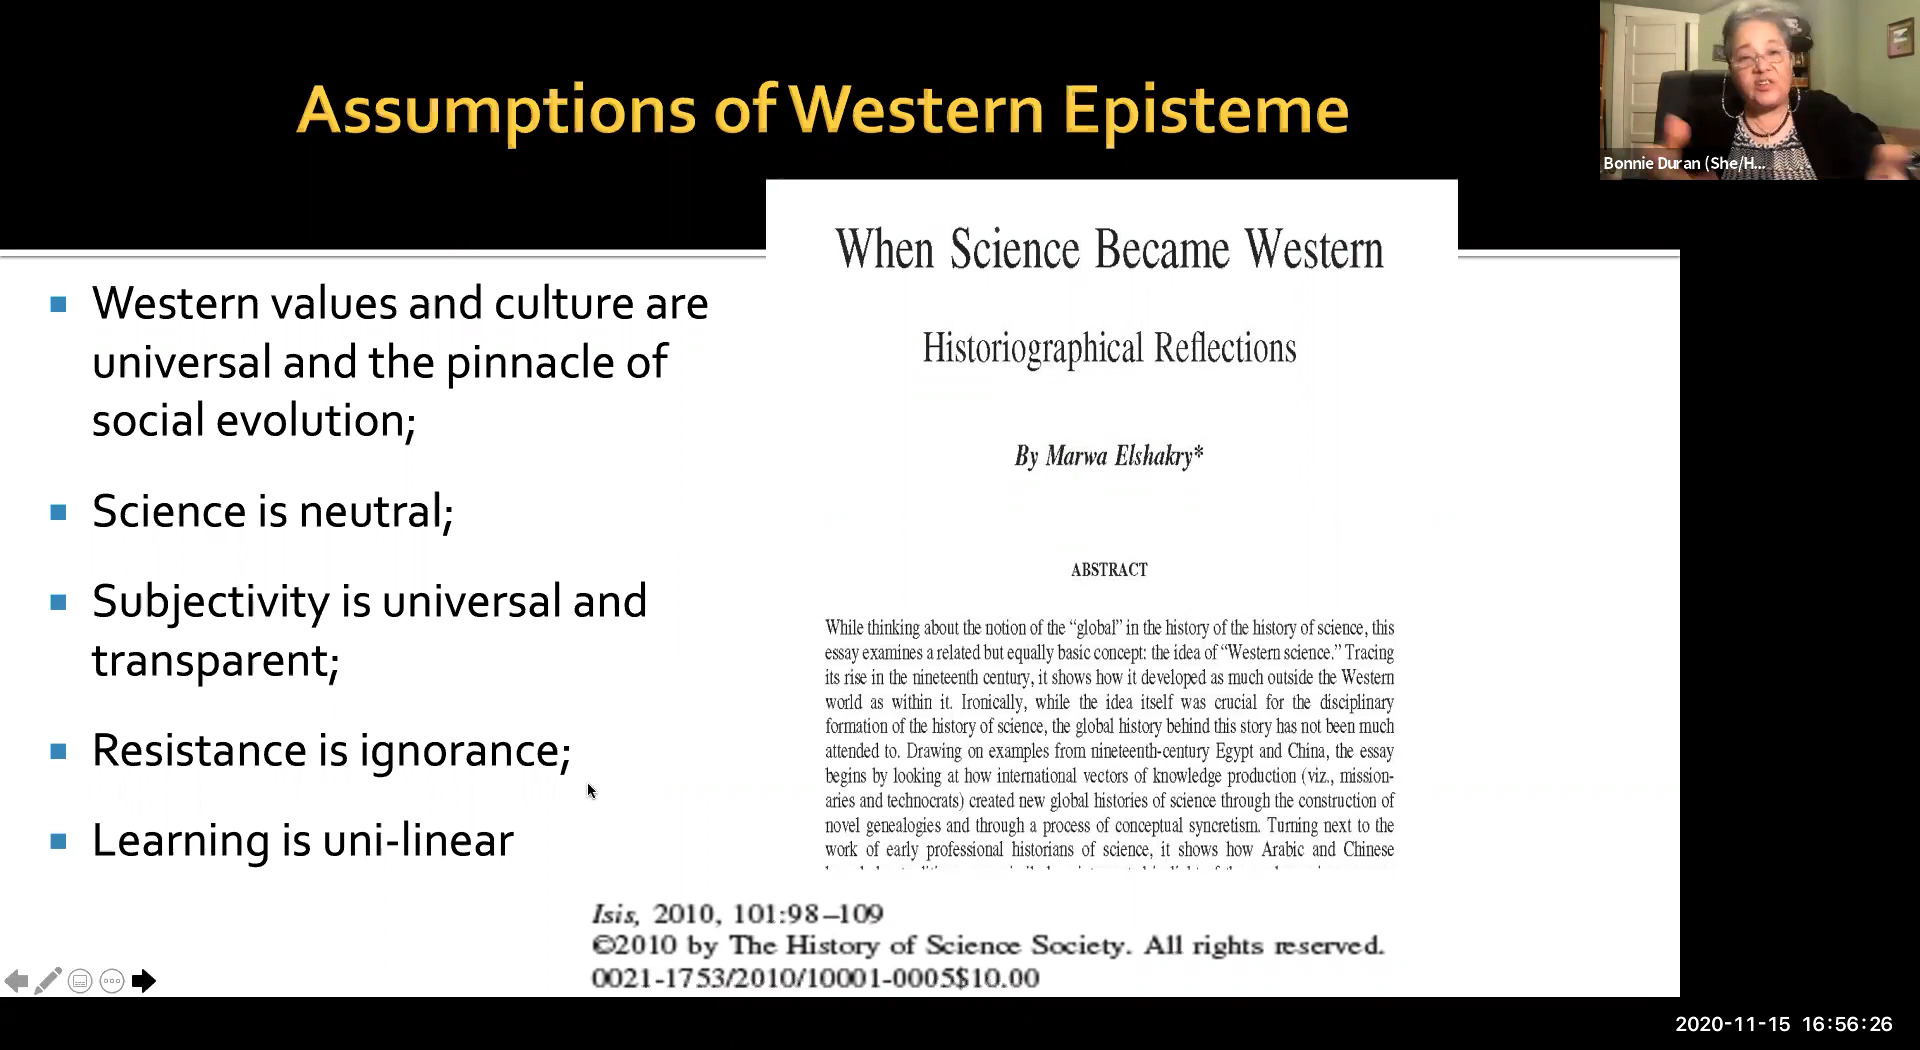 Assumptions of Western Episteme
Bonnie Duran (She/H...
Western values and culture are
universal and the pinnacle of
social evolution;
Science is neutral;
Subjectivity is universal and
transparent;
Resistance is ignorance;
Learning is uni-linear
When Science Became Western
Historiographical Reflections
By Marwa Elshakry*
ABSTRACT
While thinking about the notion of the “global” in the history of the history of science, this
essay examines a related but equally basic concept: the idea of “Western science.” Tracing
its rise in the nineteenth century, it shows how it developed as much outside the Western
world as within it. Ironically, while the idea itself was crucial for the disciplinary
formation of the history of science, the global history behind this story has not been much
attended to. Drawing on examples from nineteenth-century Egypt and China, the essay
begins by looking at how international vectors of knowledge production (viz., mission-
aries and technocrats) created new global histories of science through the construction of
novel genealogies and through a process of conceptual syncretism. Turning next to the
work of early professional historians of science, it shows how Arabic and Chinese
Isis, 2010, 101:98–109
©2010 by The History of Science Society. All rights reserved.
0021-1753/2010/10001-0005$10.00
2020-11-15 16:56:26